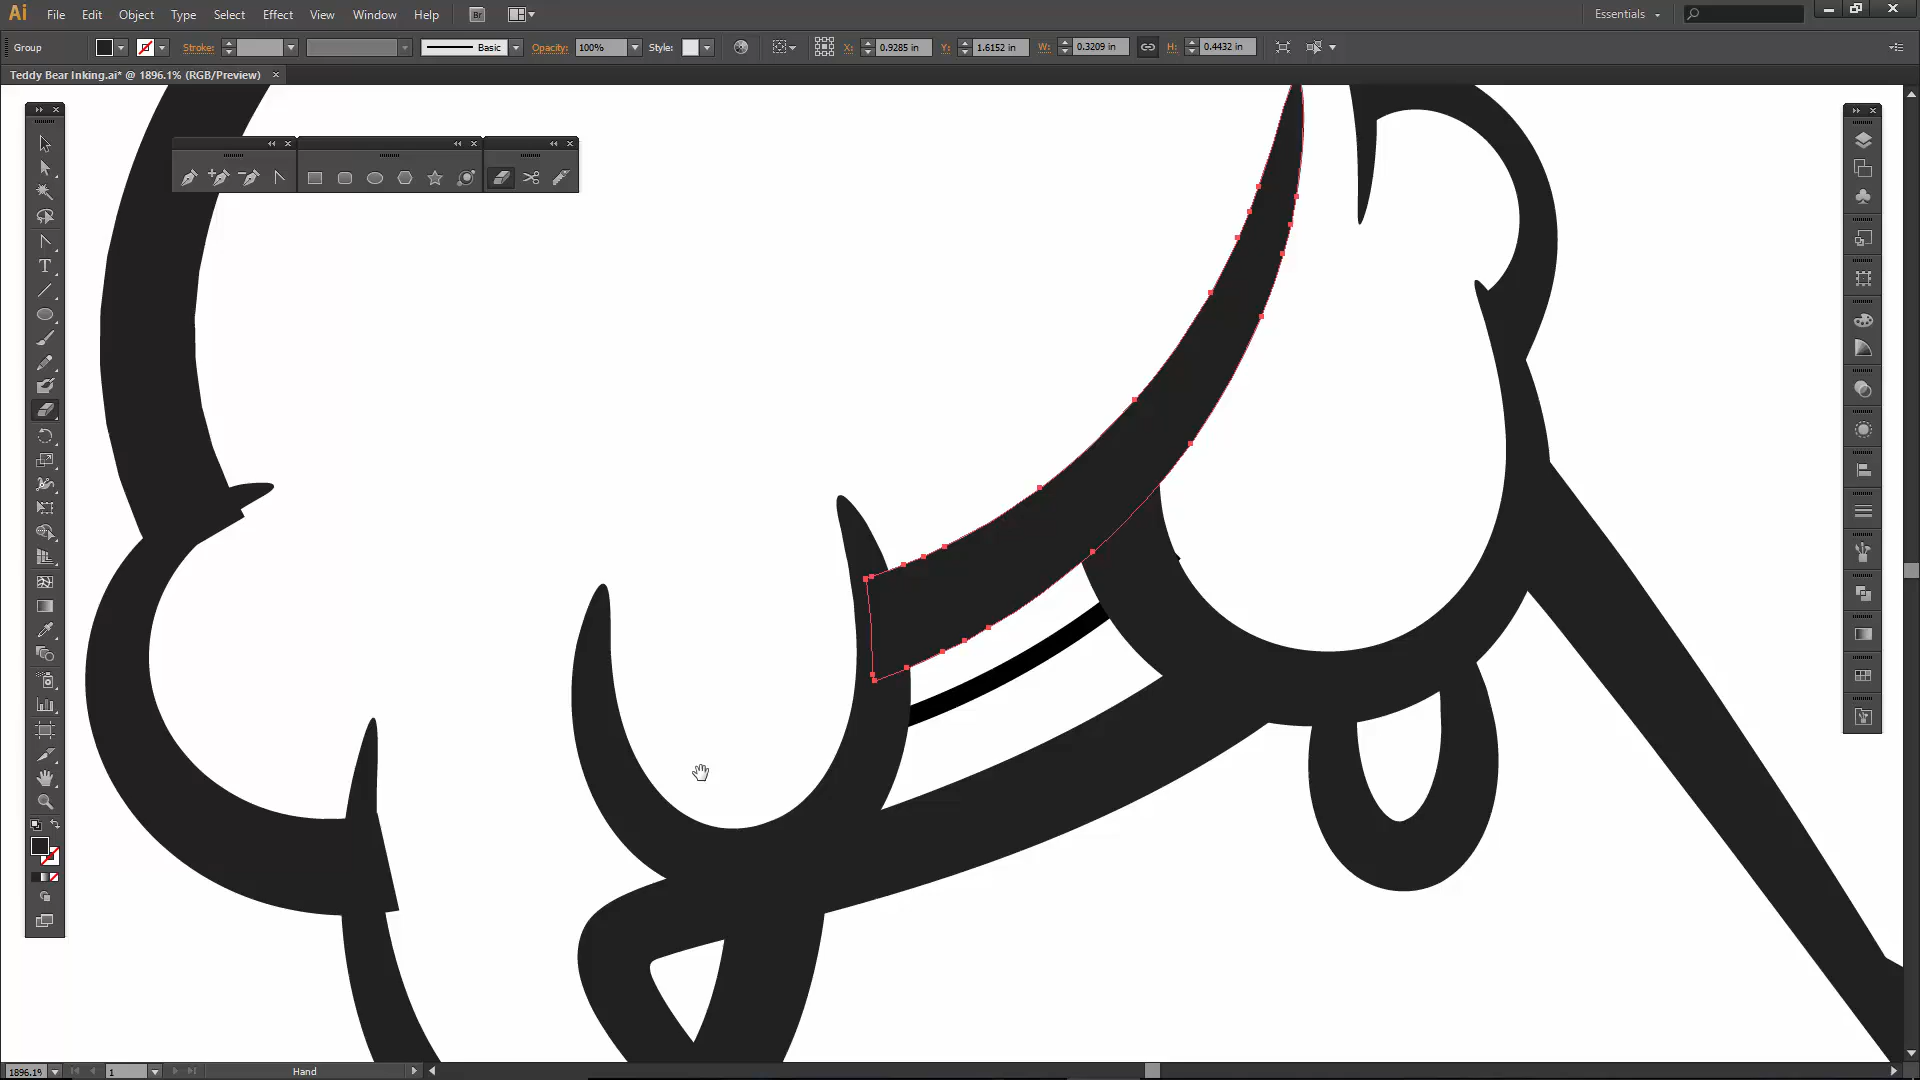 Ai File Edit Object Type Select Effect View Window Help Br Essentials
Group Stroke: Basic Opacity: 100% Style: X: 0.9285 in Y: 1.6152 in W: 0.3209 in H: 0.4432 in
Teddy Bear Inking.ai* @ 1896.1% (RGB/Preview)
T
1896.1% 1 Hand